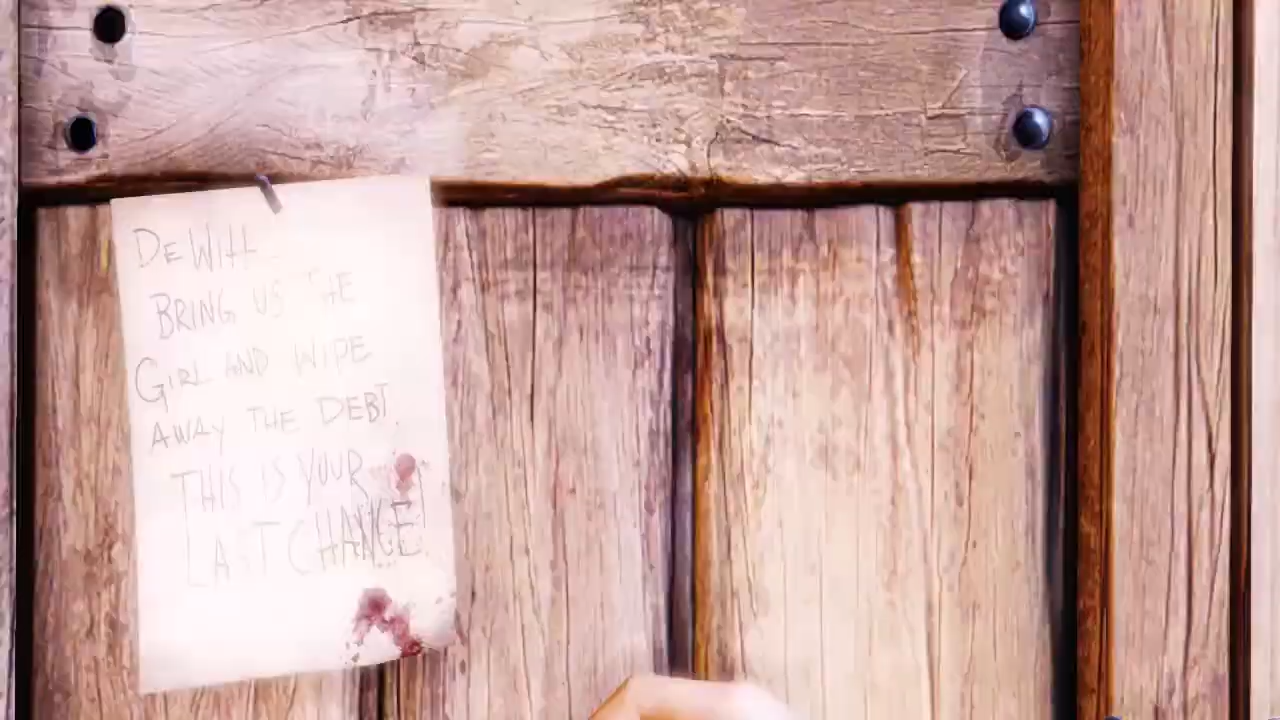 DEWITT
BRING US THE
GIRL AND WIPE
AWAY THE DEBT.
THIS IS YOUR
LAST CHANCE!